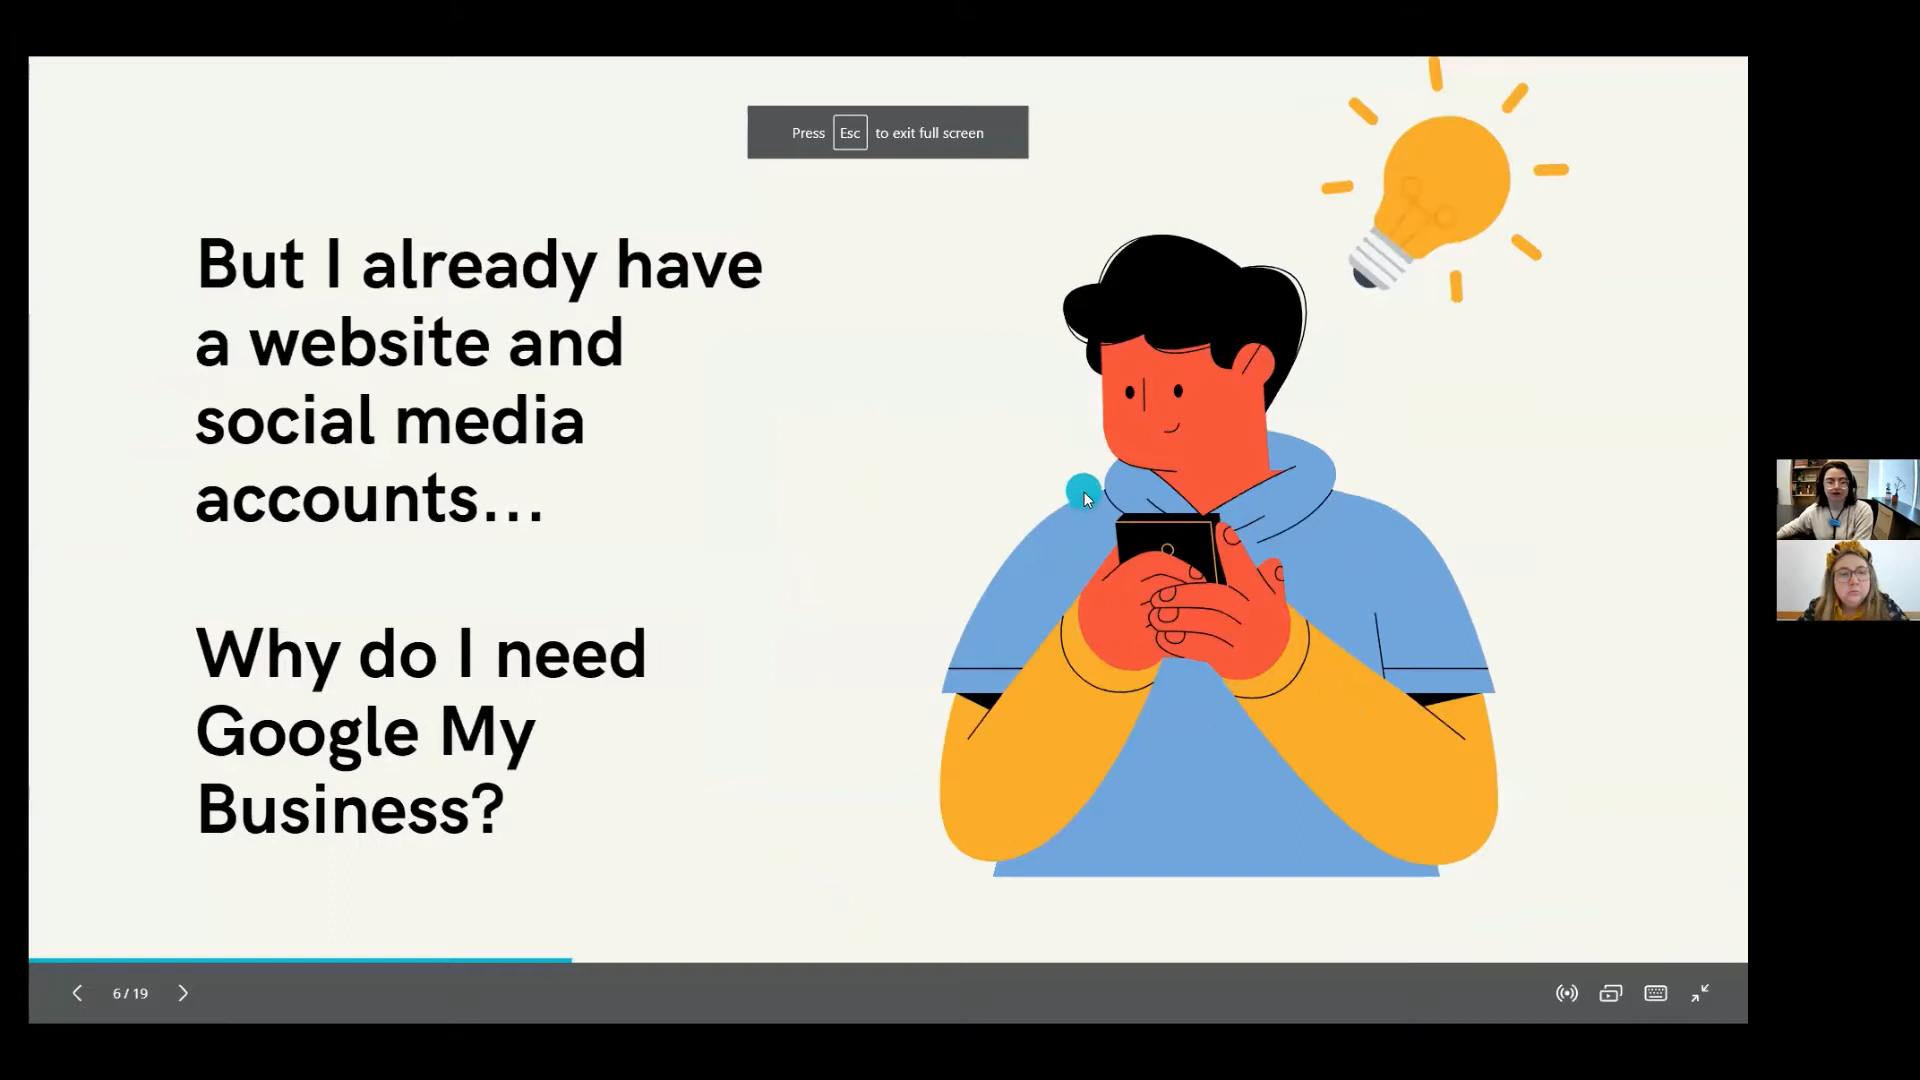 Press Esc to exit full screen
But I already have
a website and
social media
accounts...
Why do I need
Google My
Business?
6 / 19